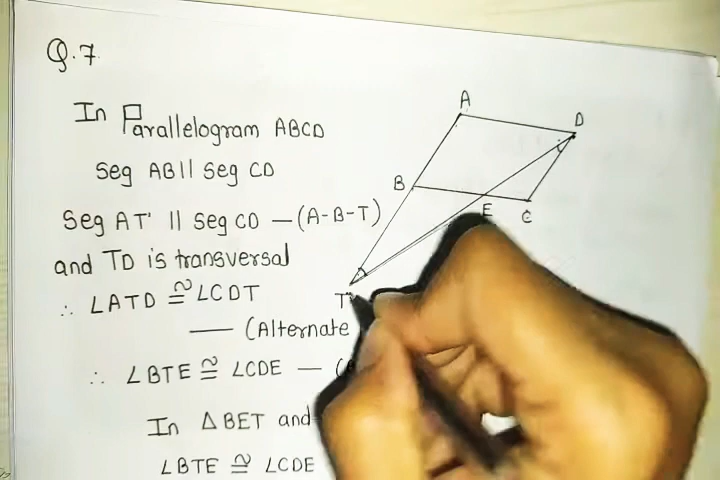 Q.7
In Parallelogram ABCD
Seg AB || Seg CD
Seg AT || Seg CD — (A-B-T)
and TD is transversal
∴ ∠ATD ≅ ∠CDT
— (Alternate
∴ ∠BTE ≅ ∠CDE — (
In △BET and
∠BTE ≅ ∠CDE
A
D
B
E
C
T